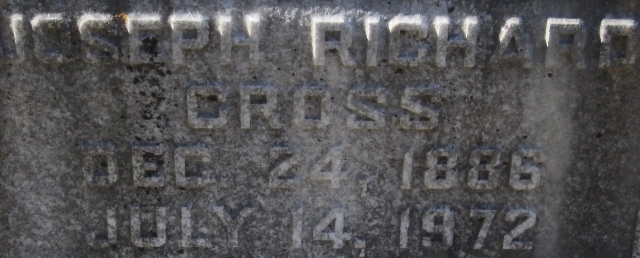 JOSEPH RICHARD
CROSS
DEC 24, 1886
JULY 14, 1972